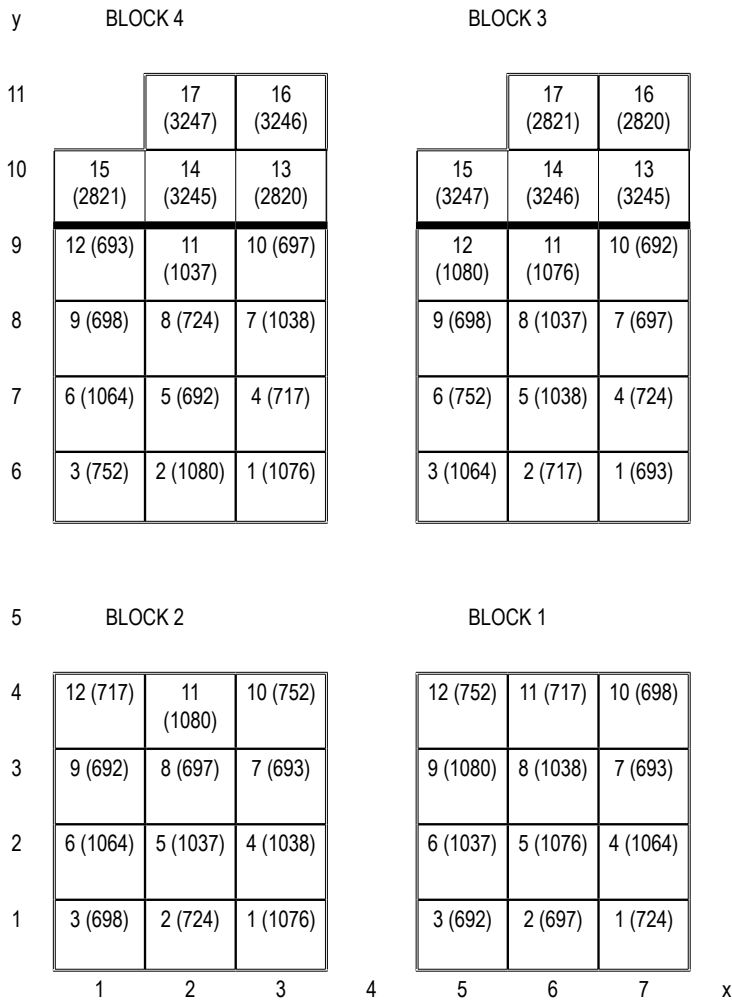 y BLOCK 4 BLOCK 3
11 17 16 17 16
(3247) (3246) (2821) (2820)
10 15 14 13 15 14 13
(2821) (3245) (2820) (3247) (3246) (3245)
9 12 (693) 11 10 (697) 12 11 10 (692)
(1037) (1080) (1076)
8 9 (698) 8 (724) 7 (1038) 9 (698) 8 (1037) 7 (697)
7 6 (1064) 5 (692) 4 (717) 6 (752) 5 (1038) 4 (724)
6 3 (752) 2 (1080) 1 (1076) 3 (1064) 2 (717) 1 (693)
5 BLOCK 2 BLOCK 1
4 12 (717) 11 10 (752) 12 (752) 11 (717) 10 (698)
(1080)
3 9 (692) 8 (697) 7 (693) 9 (1080) 8 (1038) 7 (693)
2 6 (1064) 5 (1037) 4 (1038) 6 (1037) 5 (1076) 4 (1064)
1 3 (698) 2 (724) 1 (1076) 3 (692) 2 (697) 1 (724)
1 2 3 4 5 6 7 x